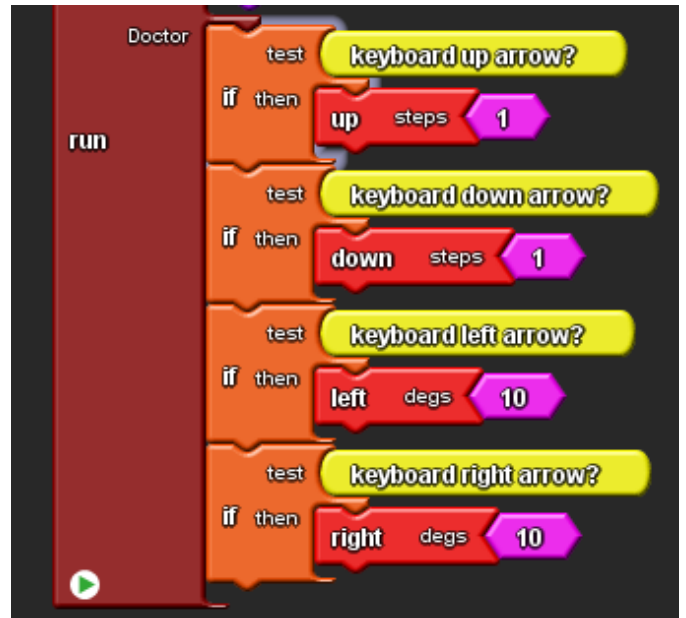 Doctor
run
test keyboard up arrow?
if then up steps 1
test keyboard down arrow?
if then down steps 1
test keyboard left arrow?
if then left degs 10
test keyboard right arrow?
if then right degs 10